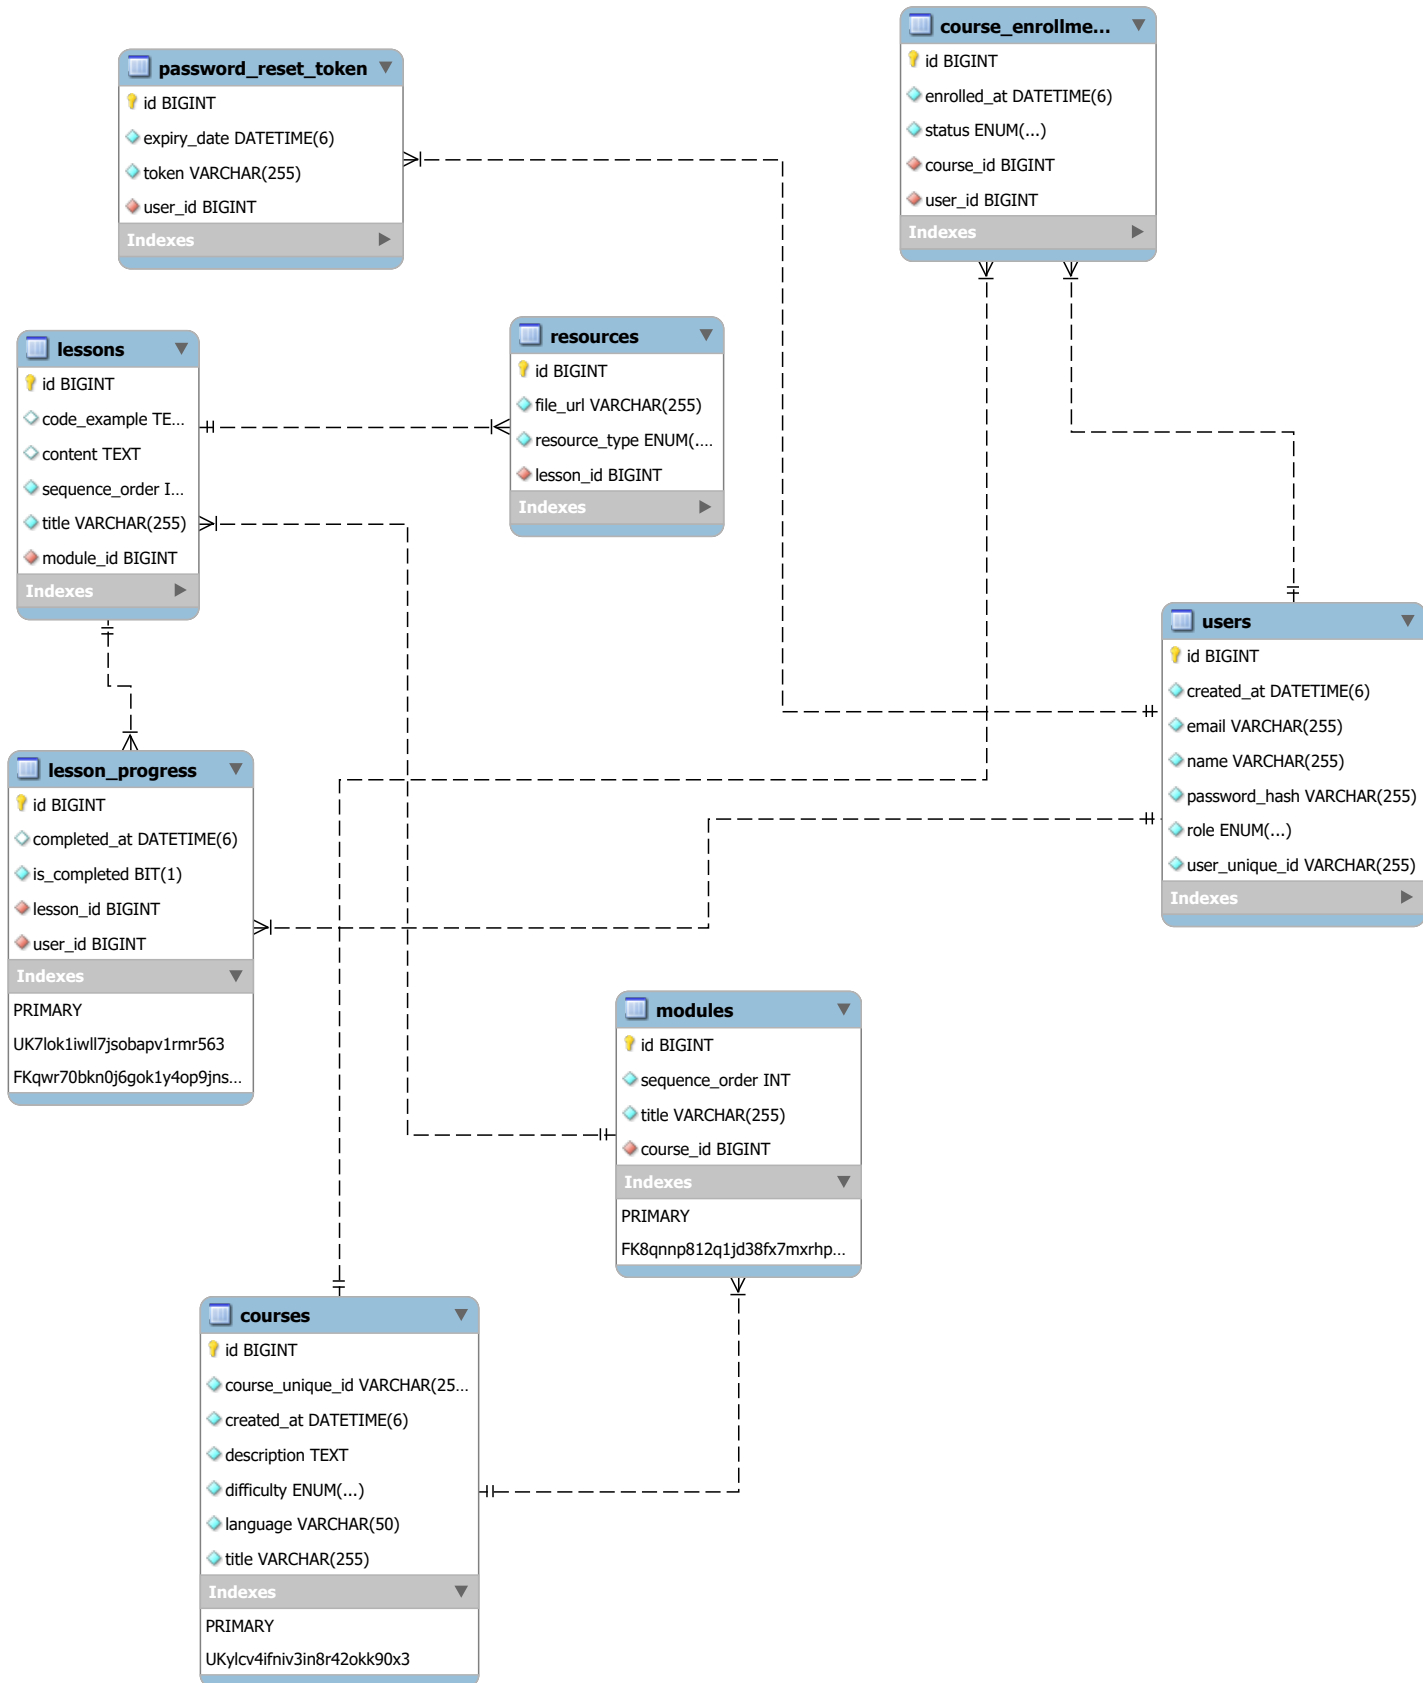 password_reset_token
id BIGINT
expiry_date DATETIME(6)
token VARCHAR(255)
user_id BIGINT
Indexes
course_enrollme...
id BIGINT
enrolled_at DATETIME(6)
status ENUM(...)
course_id BIGINT
user_id BIGINT
Indexes
lessons
id BIGINT
code_example TE...
content TEXT
sequence_order I...
title VARCHAR(255)
module_id BIGINT
Indexes
resources
id BIGINT
file_url VARCHAR(255)
resource_type ENUM(....
lesson_id BIGINT
Indexes
users
id BIGINT
created_at DATETIME(6)
email VARCHAR(255)
name VARCHAR(255)
password_hash VARCHAR(255)
role ENUM(...)
user_unique_id VARCHAR(255)
Indexes
lesson_progress
id BIGINT
completed_at DATETIME(6)
is_completed BIT(1)
lesson_id BIGINT
user_id BIGINT
Indexes
PRIMARY
UK7lok1iwll7jsobapv1rmr563
FKqwr70bkn0j6gok1y4op9jns...
modules
id BIGINT
sequence_order INT
title VARCHAR(255)
course_id BIGINT
Indexes
PRIMARY
FK8qnnp812q1jd38fx7mxrhp...
courses
id BIGINT
course_unique_id VARCHAR(25...
created_at DATETIME(6)
description TEXT
difficulty ENUM(...)
language VARCHAR(50)
title VARCHAR(255)
Indexes
PRIMARY
UKylcv4ifniv3in8r42okk90x3